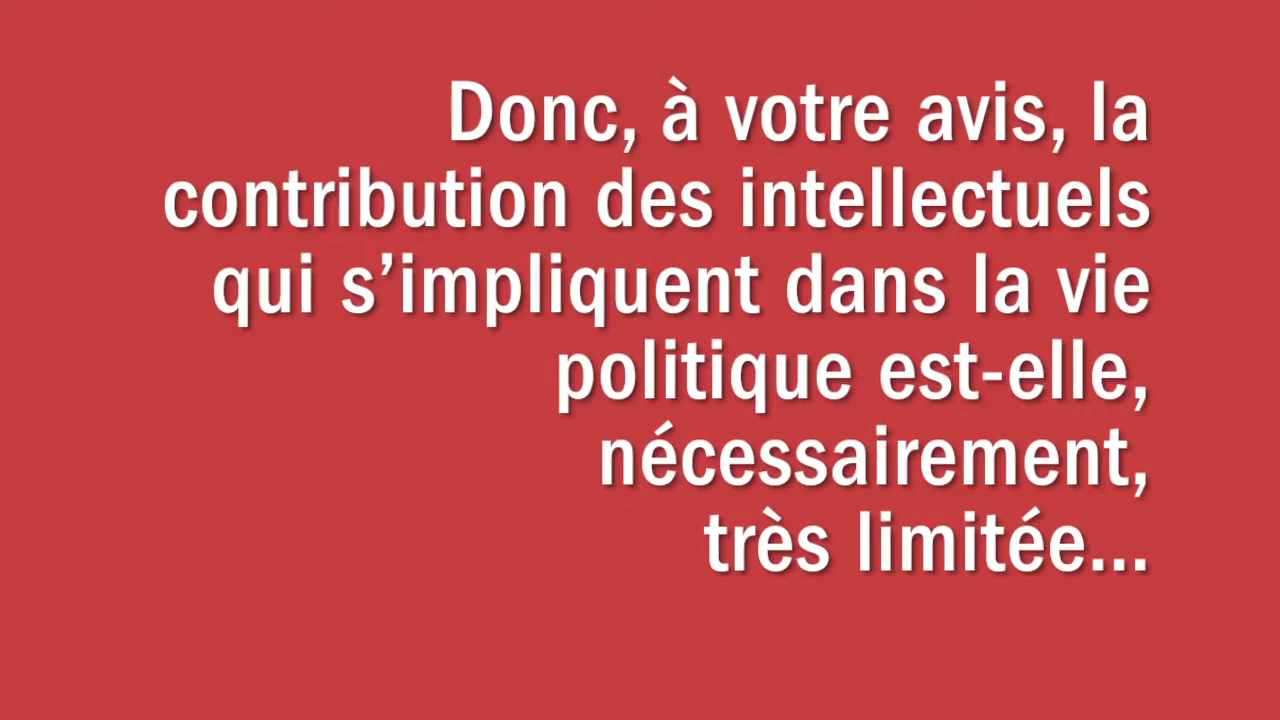 Donc, à votre avis, la
contribution des intellectuels
qui s’impliquent dans la vie
politique est-elle,
nécessairement,
très limitée...